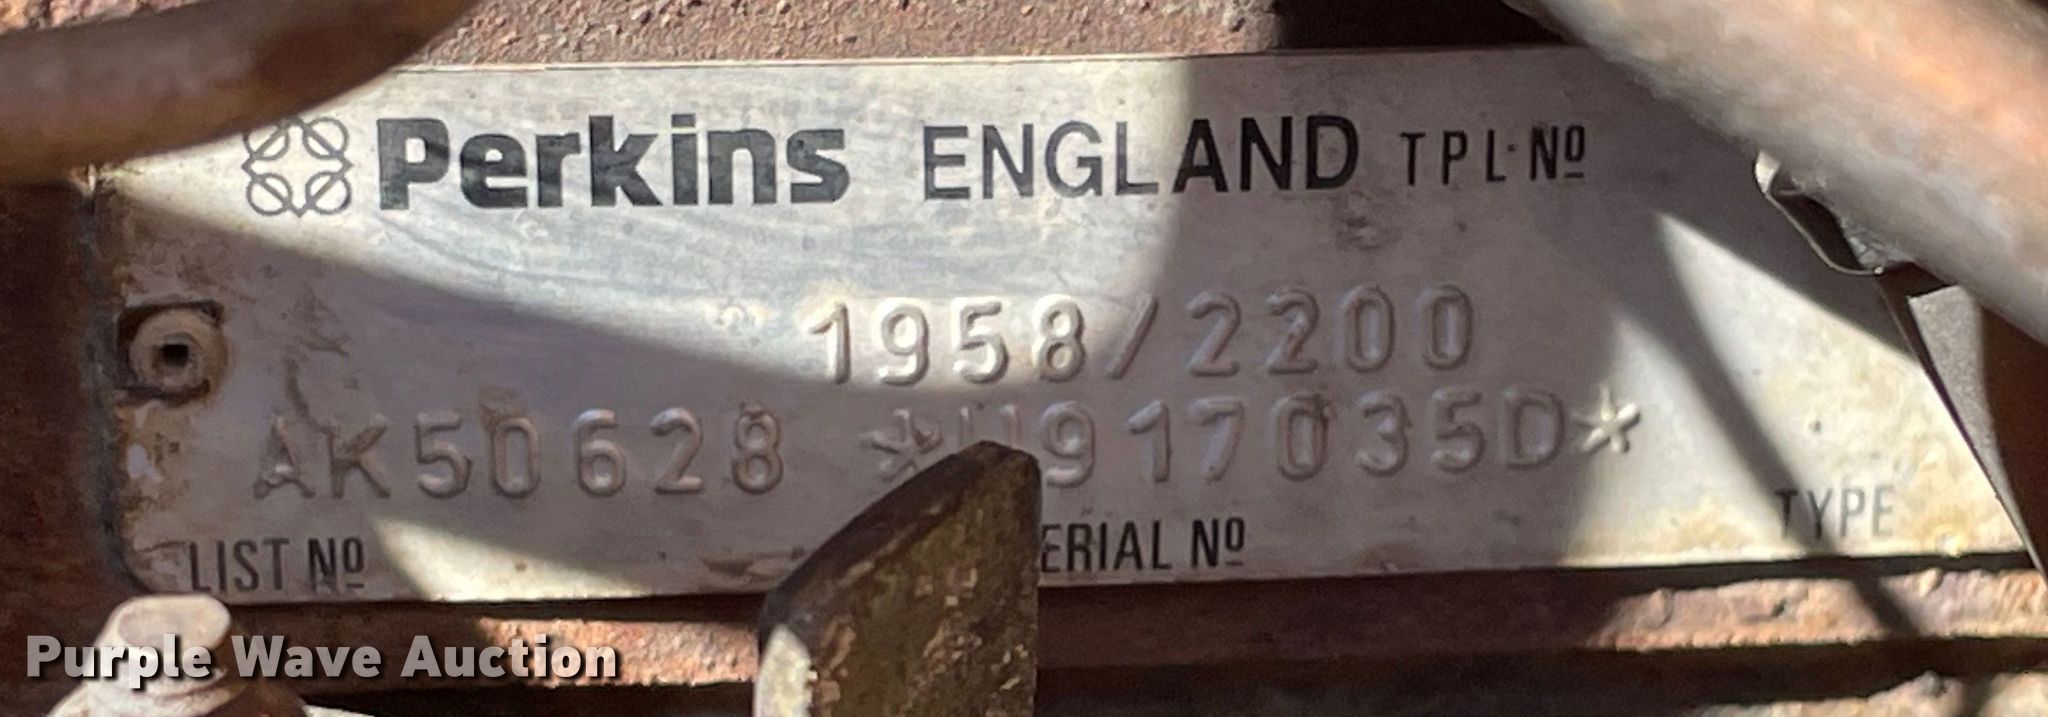 Perkins ENGLAND TPL·Nº
1958/2200
AK50628 *U917035D*
LIST Nº ERIAL Nº TYPE
Purple Wave Auction